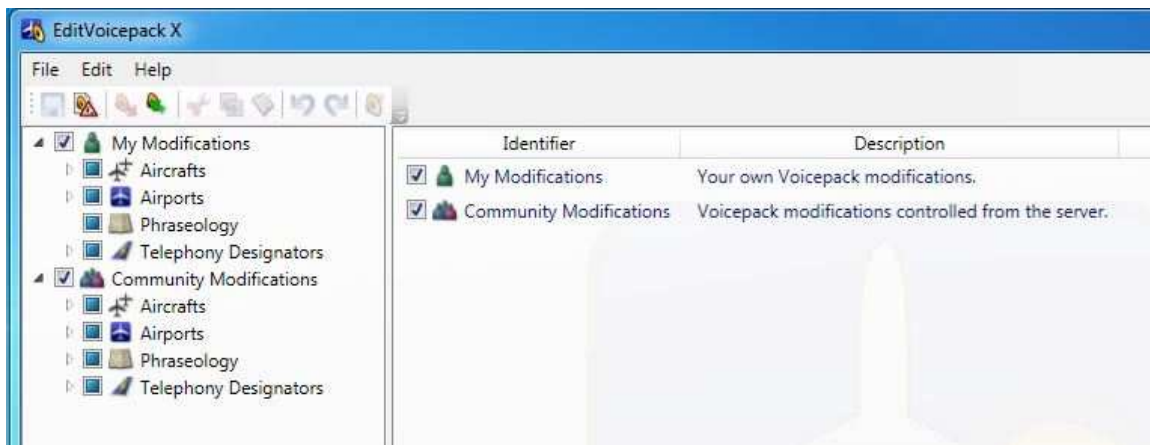 EditVoicepack X
File Edit Help
My Modifications
Aircrafts
Airports
Phraseology
Telephony Designators
Community Modifications
Aircrafts
Airports
Phraseology
Telephony Designators
Identifier Description
My Modifications Your own Voicepack modifications.
Community Modifications Voicepack modifications controlled from the server.